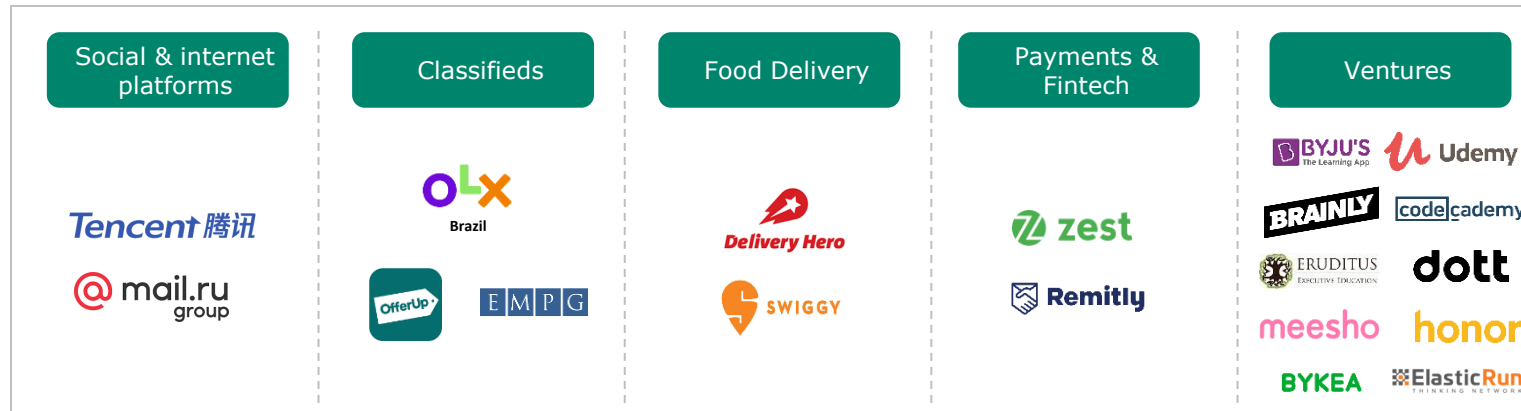 Social & internet
platforms
Classifieds
Food Delivery
Payments &
Fintech
Ventures
Tencent 腾讯
@mail.ru
group
OLX
Brazil
OfferUp
EMPG
Delivery Hero
SWIGGY
zest
Remitly
BYJU'S
The Learning App
Udemy
BRAINLY
codecademy
ERUDITUS
EXECUTIVE EDUCATION
dott
meesho
honor
BYKEA
ElasticRun
THINKING NETWORK